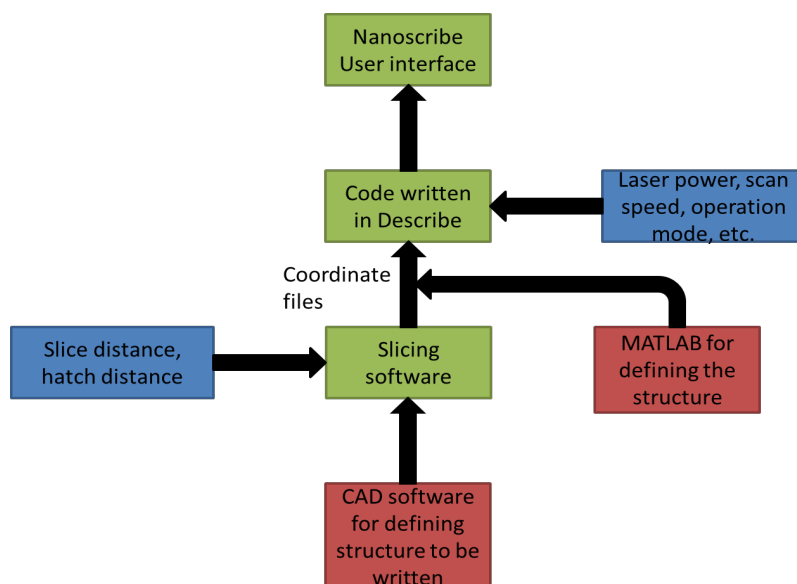 Nanoscribe
User interface
Code written
in Describe
Laser power, scan
speed, operation
mode, etc.
Coordinate
files
Slice distance,
hatch distance
Slicing
software
MATLAB for
defining the
structure
CAD software
for defining
structure to be
written